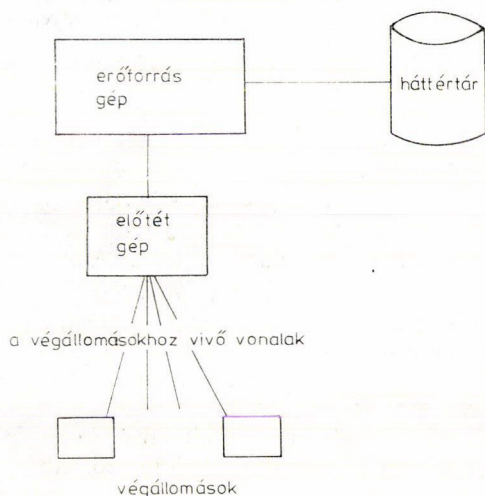 erőforrás
gép
háttértár
előtét
gép
a végállomásokhoz vivő vonalak
végállomások